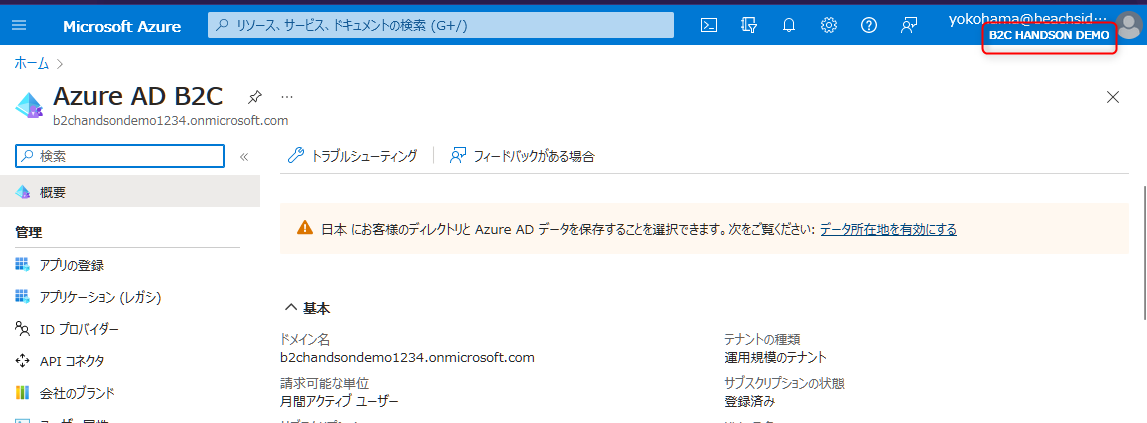 Microsoft Azure
リソース、サービス、ドキュメントの検索 (G+/)
yokohama@beachsid...
B2C HANDSON DEMO
ホーム
Azure AD B2C
b2chandsondemo1234.onmicrosoft.com
検索
概要
管理
アプリの登録
アプリケーション (レガシ)
ID プロバイダー
API コネクタ
会社のブランド
トラブルシューティング
フィードバックがある場合
日本 にお客様のディレクトリと Azure AD データを保存することを選択できます。次をご覧ください: データ所在地を有効にする
基本
ドメイン名
b2chandsondemo1234.onmicrosoft.com
請求可能な単位
月間アクティブ ユーザー
テナントの種類
運用規模のテナント
サブスクリプションの状態
登録済み